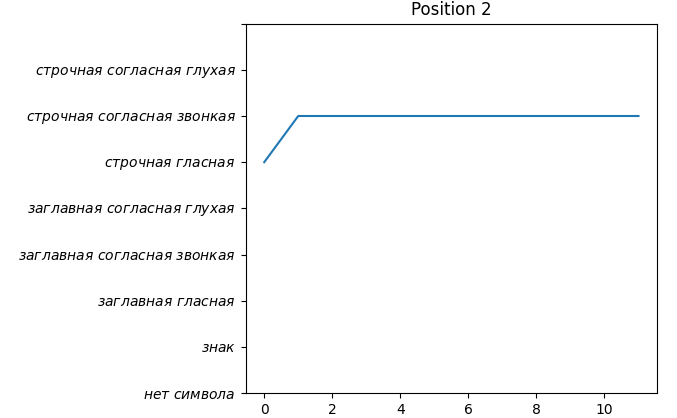 Position 2
строчная согласная глухая
строчная согласная звонкая
строчная гласная
заглавная согласная глухая
заглавная согласная звонкая
заглавная гласная
знак
нет символа
0 2 4 6 8 10